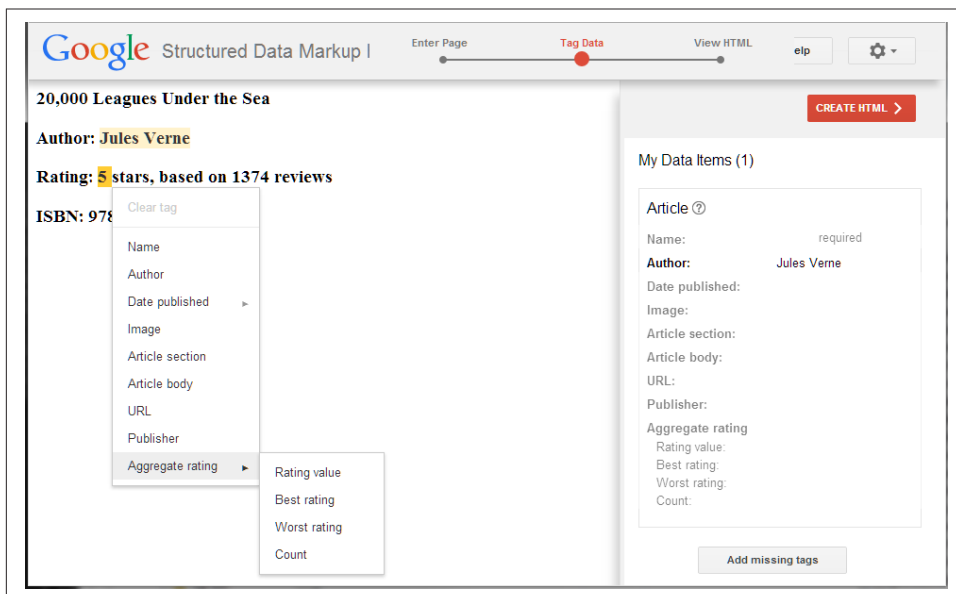 Google Structured Data Markup I
Enter Page
Tag Data
View HTML
elp
20,000 Leagues Under the Sea
Author: Jules Verne
Rating: 5 stars, based on 1374 reviews
ISBN: 978
Clear tag
Name
Author
Date published
Image
Article section
Article body
URL
Publisher
Aggregate rating
Rating value
Best rating
Worst rating
Count
CREATE HTML
My Data Items (1)
Article
Name: required
Author: Jules Verne
Date published:
Image:
Article section:
Article body:
URL:
Publisher:
Aggregate rating
Rating value:
Best rating:
Worst rating:
Count:
Add missing tags